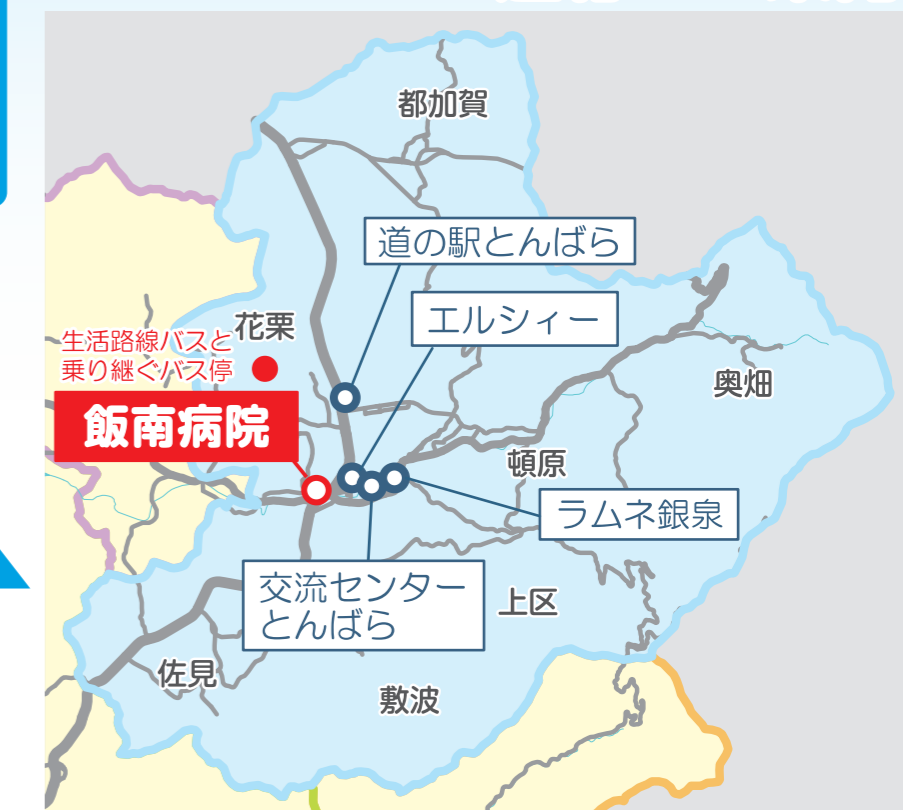 都加賀
道の駅とんばら
エルシィー
花栗
生活路線バスと
乗り継ぐバス停
飯南病院
奥畑
頓原
ラムネ銀泉
交流センター
とんばら
上区
佐見
敷波